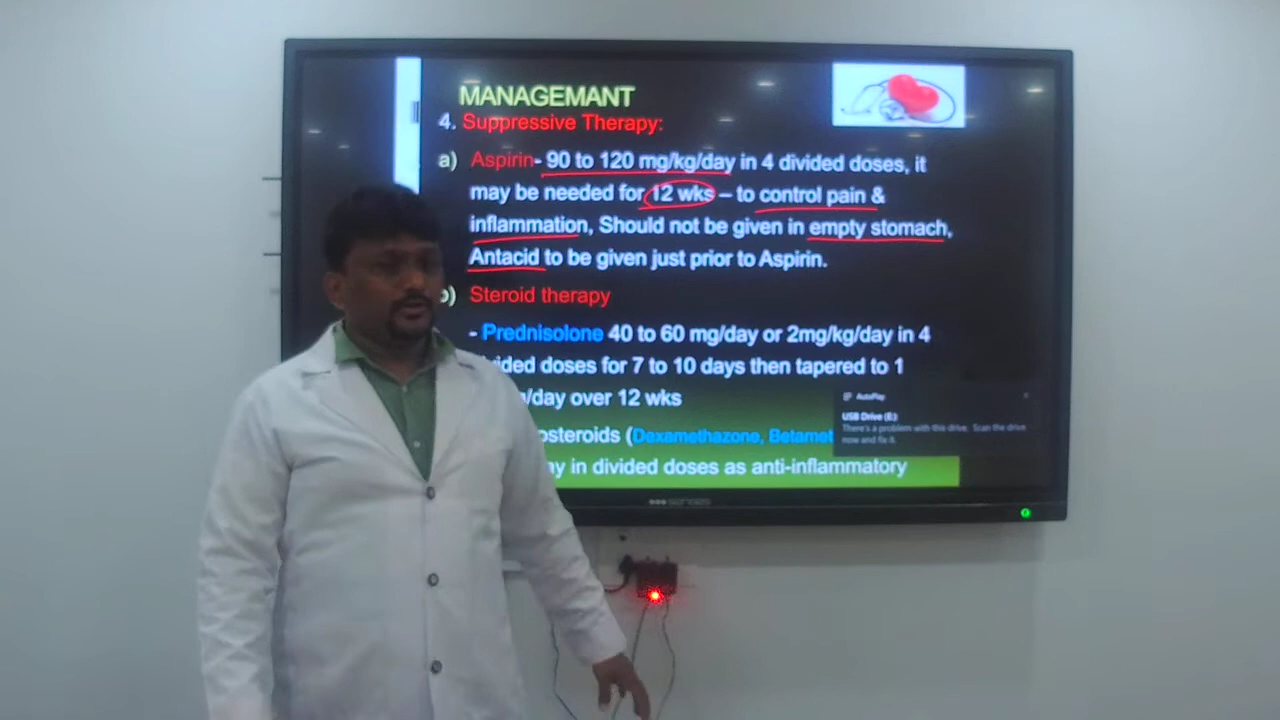 MANAGEMANT
4. Suppressive Therapy:
a) Aspirin- 90 to 120 mg/kg/day in 4 divided doses, it
may be needed for 12 wks – to control pain &
inflammation, Should not be given in empty stomach,
Antacid to be given just prior to Aspirin.
Steroid therapy
- Prednisolone 40 to 60 mg/day or 2mg/kg/day in 4
doses for 7 to 10 days then tapered to 1
/day over 12 wks
(Dexamethazone,
in divided doses as anti-inflammatory
AutoPlay
USB Drive (E:)
There's a problem with this drive. Scan the drive
now and fix it.